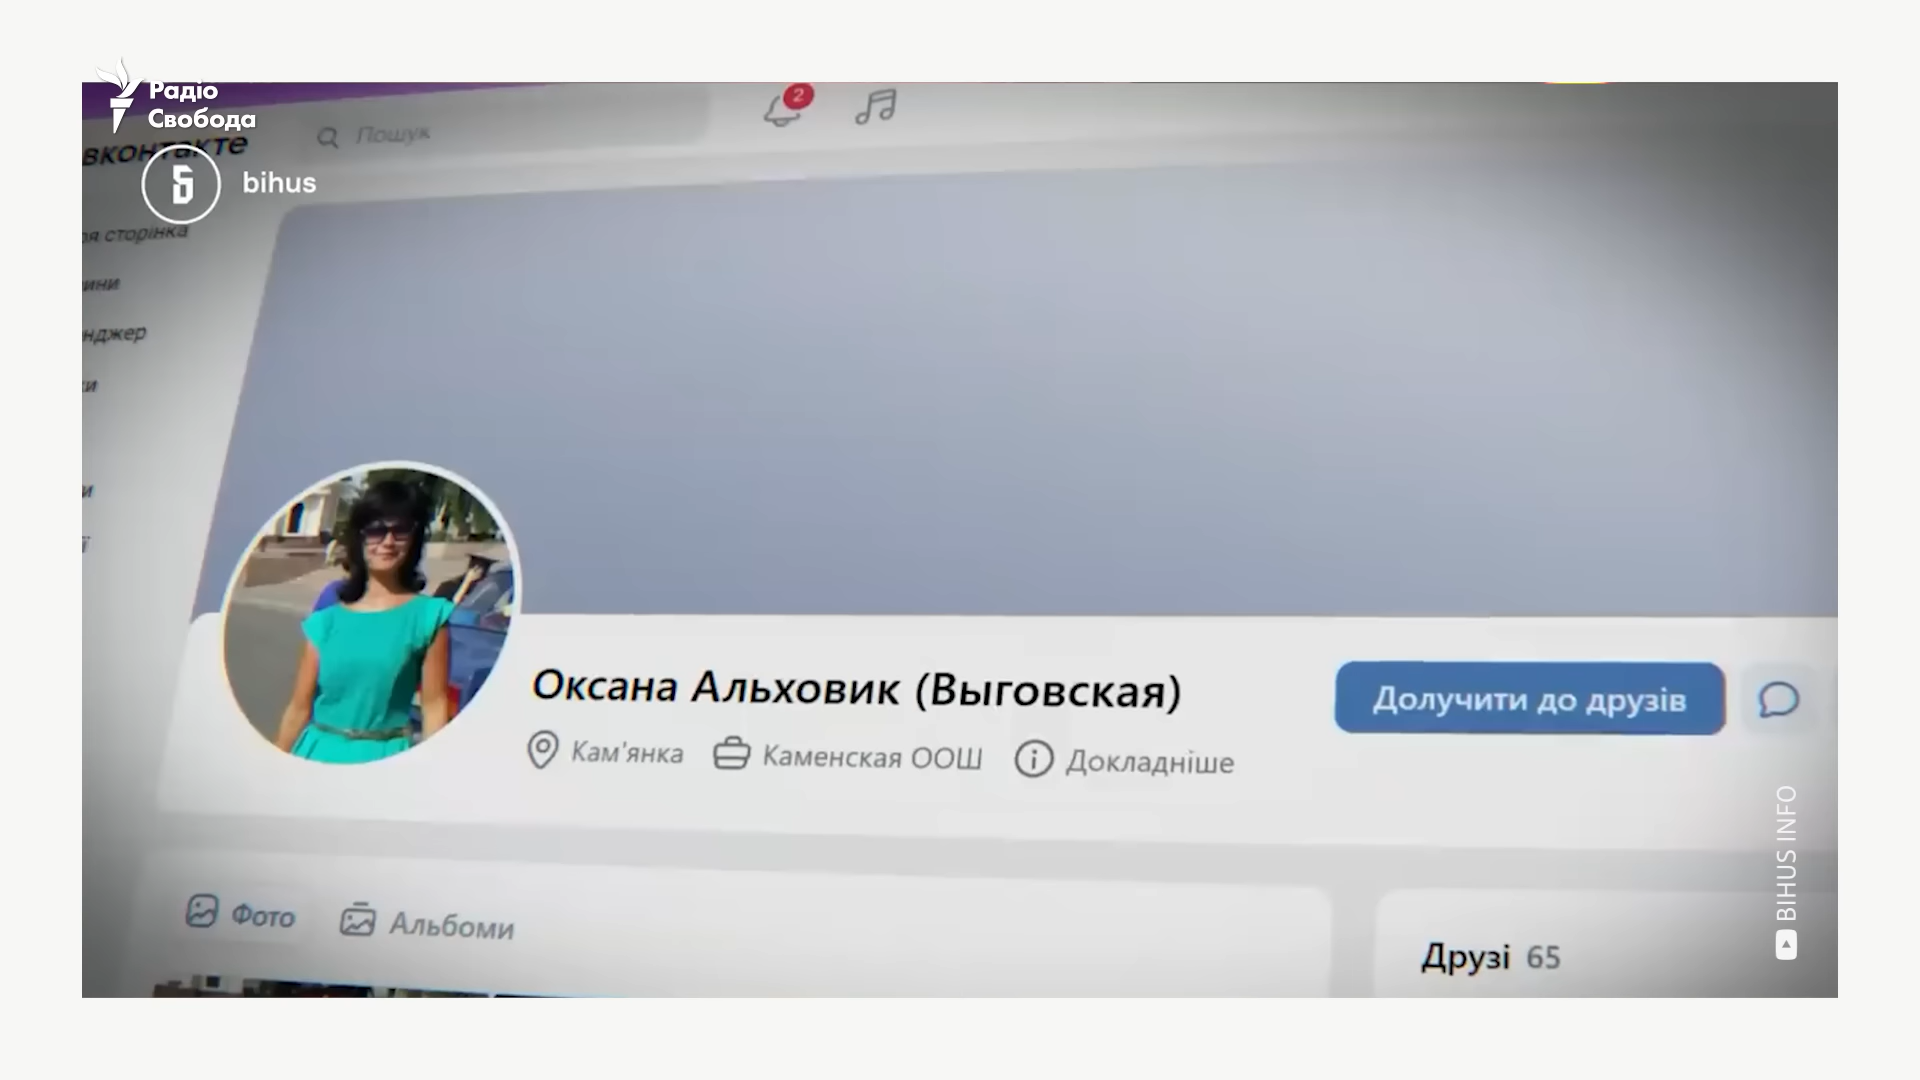 Радіо
Свобода
вконтакте
Пошук
2
bihus
сторінка
Оксана Альховик (Выговская)
Долучити до друзів
Кам'янка
Каменская ООШ
Докладніше
Фото
Альбоми
Друзі 65
BIHUS INFO